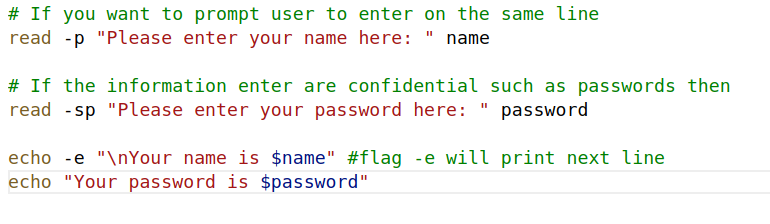 # If you want to prompt user to enter on the same line
read -p "Please enter your name here: " name
# If the information enter are confidential such as passwords then
read -sp "Please enter your password here: " password
echo -e "\nYour name is $name" #flag -e will print next line
echo "Your password is $password"